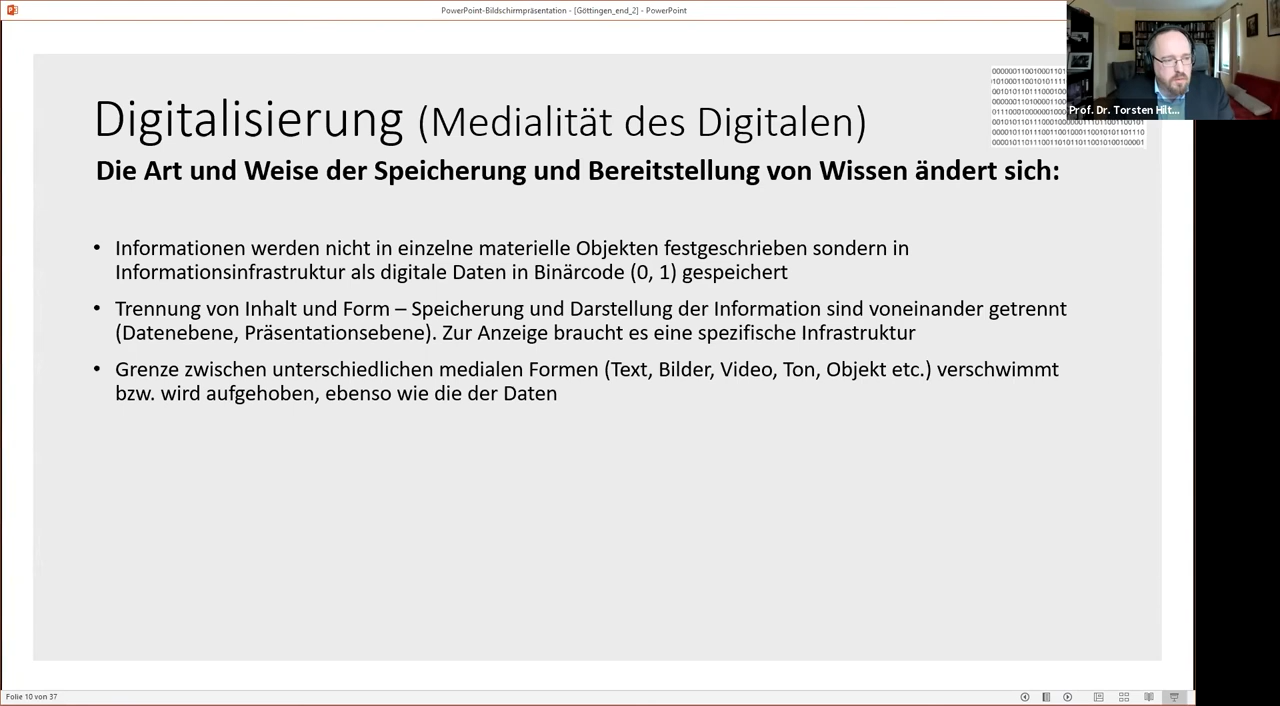 PowerPoint-Bildschirmpräsentation - [Göttingen_end_2] - PowerPoint
Prof. Dr. Torsten Hilt...
Digitalisierung (Medialität des Digitalen)
Die Art und Weise der Speicherung und Bereitstellung von Wissen ändert sich:
• Informationen werden nicht in einzelne materielle Objekten festgeschrieben sondern in
Informationsinfrastruktur als digitale Daten in Binärcode (0, 1) gespeichert
• Trennung von Inhalt und Form – Speicherung und Darstellung der Information sind voneinander getrennt
(Datenebene, Präsentationsebene). Zur Anzeige braucht es eine spezifische Infrastruktur
• Grenze zwischen unterschiedlichen medialen Formen (Text, Bilder, Video, Ton, Objekt etc.) verschwimmt
bzw. wird aufgehoben, ebenso wie die der Daten
Folie 10 von 37